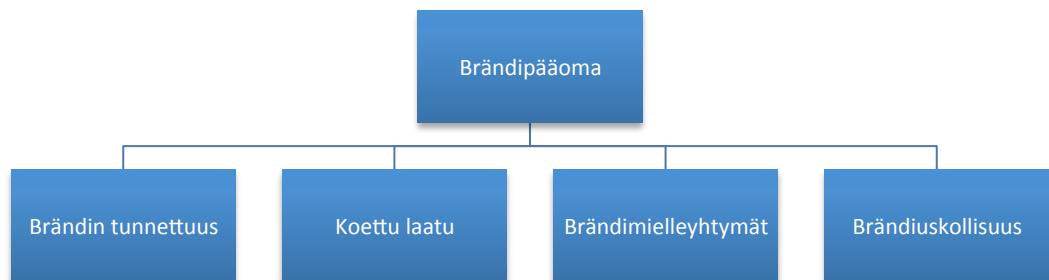 Brändipääoma
Brändin tunnettuus
Koettu laatu
Brändimielleyhtymät
Brändiuskollisuus